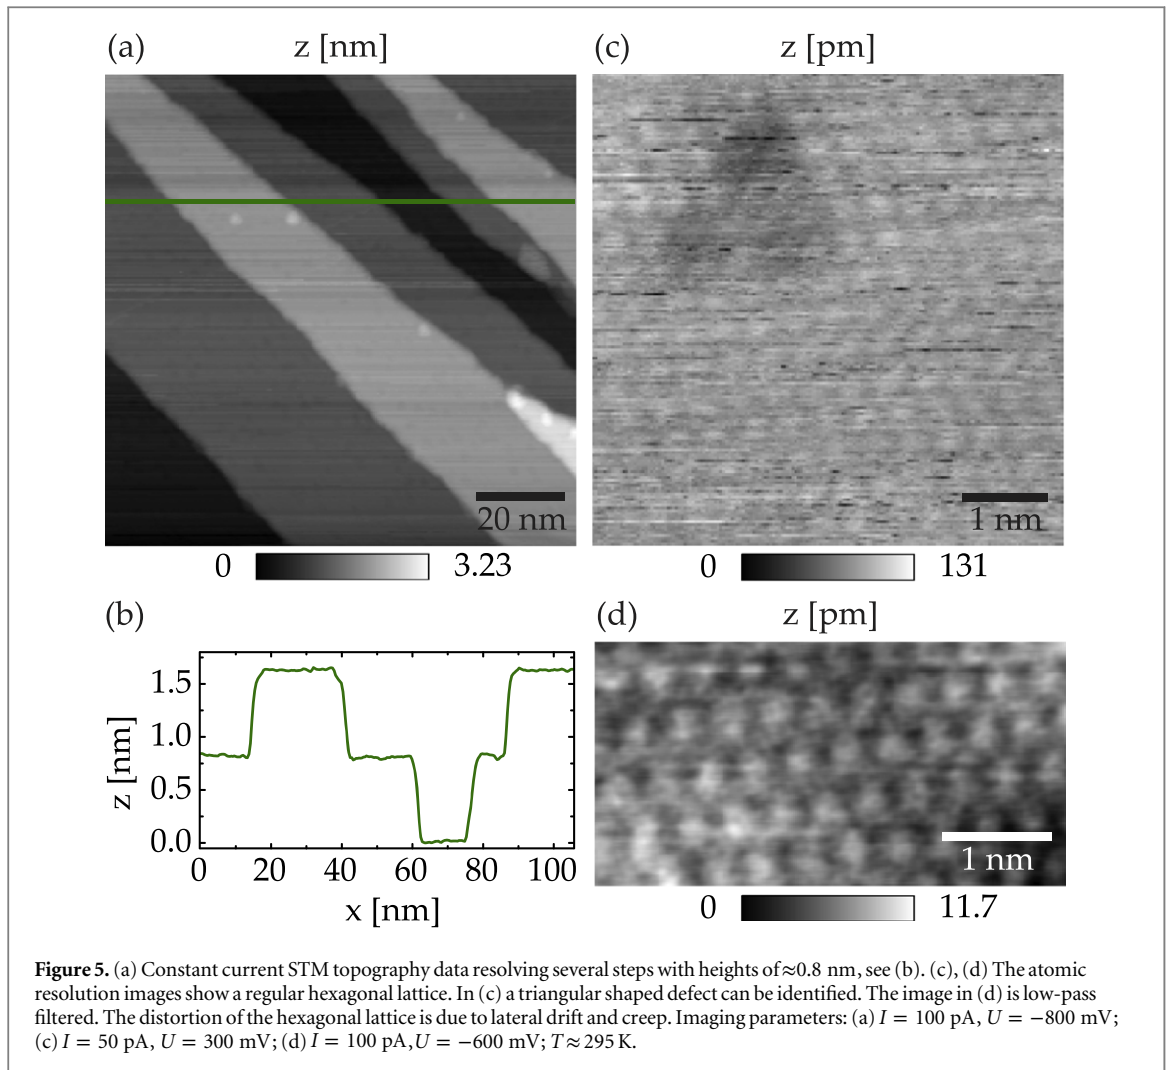 (a)
z [nm]
(c)
z [pm]
20 nm
1 nm
0
3.23
0
131
(b)
(d)
z [pm]
1.5
1.0
0.5
0.0
z [nm]
0
20
40
60
80
100
x [nm]
1 nm
0
11.7
Figure 5. (a) Constant current STM topography data resolving several steps with heights of ≈0.8 nm, see (b). (c), (d) The atomic
resolution images show a regular hexagonal lattice. In (c) a triangular shaped defect can be identified. The image in (d) is low-pass
filtered. The distortion of the hexagonal lattice is due to lateral drift and creep. Imaging parameters: (a) I = 100 pA, U = −800 mV;
(c) I = 50 pA, U = 300 mV; (d) I = 100 pA,U = −600 mV; T ≈ 295 K.